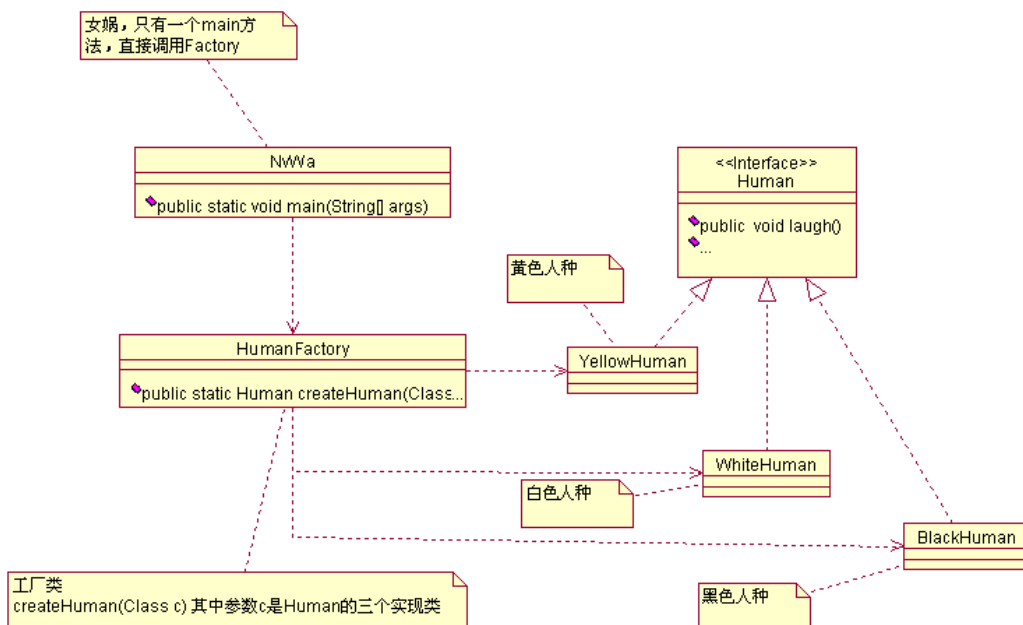 女娲，只有一个main方
法，直接调用Factory
NvWa
public static void main(String[] args)
<<Interface>>
Human
public void laugh()
...
黄色人种
HumanFactory
public static Human createHuman(Class...
YellowHuman
WhiteHuman
白色人种
BlackHuman
工厂类
createHuman(Class c) 其中参数c是Human的三个实现类
黑色人种